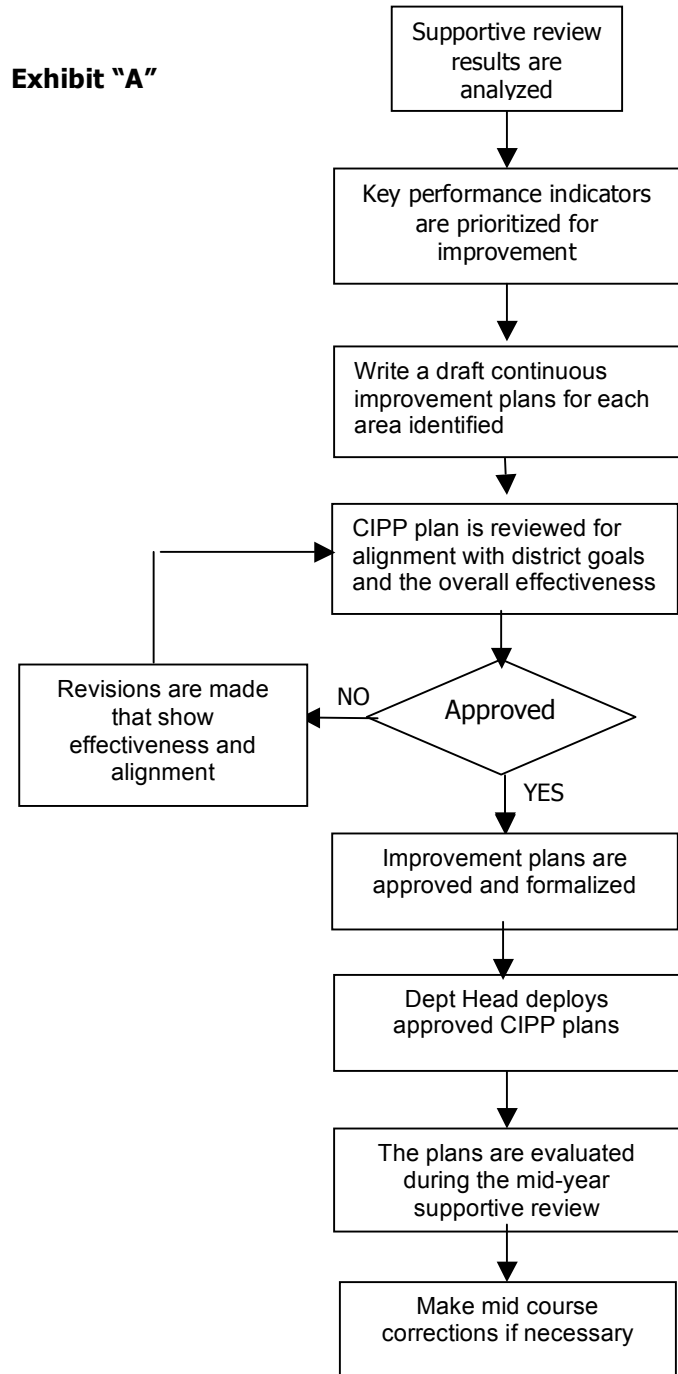 Supportive review
results are
analyzed
Exhibit “A”
Key performance indicators
are prioritized for
improvement
Write a draft continuous
improvement plans for each
area identified
CIPP plan is reviewed for
alignment with district goals
and the overall effectiveness
Approved
NO
Revisions are made
that show
effectiveness and
alignment
YES
Improvement plans are
approved and formalized
Dept Head deploys
approved CIPP plans
The plans are evaluated
during the mid-year
supportive review
Make mid course
corrections if necessary